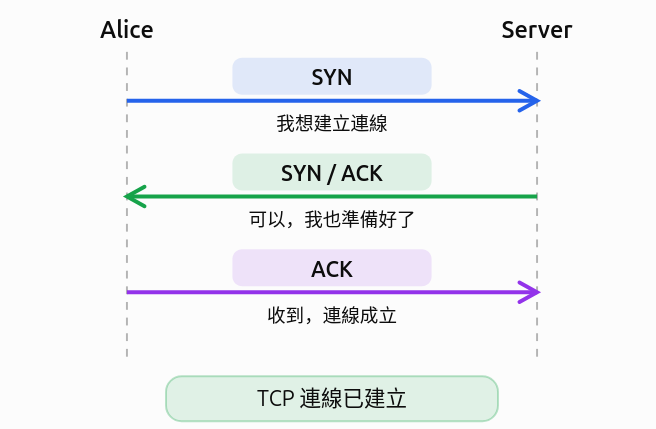 Alice
Server
SYN
我想建立連線
SYN / ACK
可以，我也準備好了
ACK
收到，連線成立
TCP 連線已建立